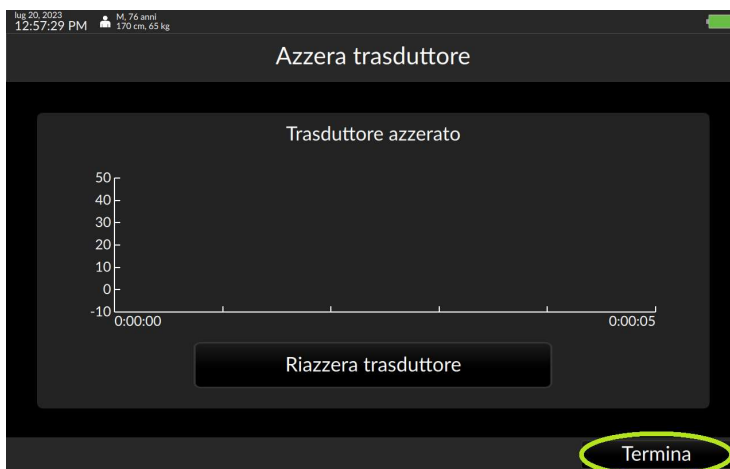 lug 20, 2023
12:57:29 PM
M, 76 anni
170 cm, 65 kg
Azzera trasduttore
Trasduttore azzerato
50
40
30
20
10
0
-10
0:00:00 0:00:05
Riazzera trasduttore
Termina